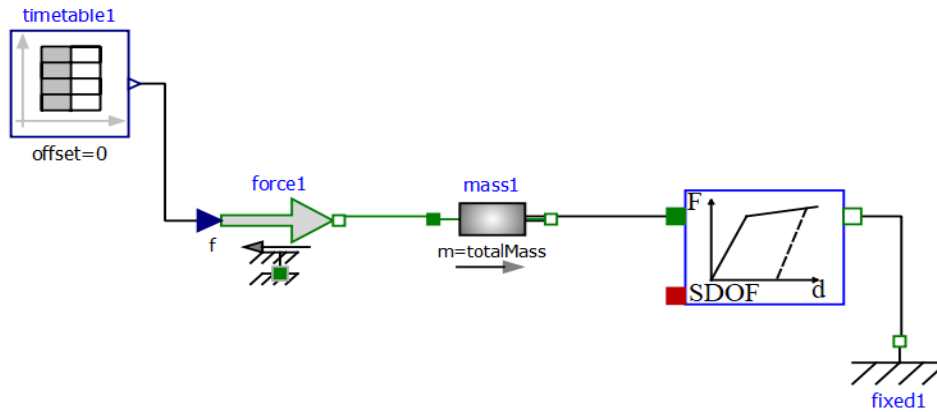 timetable1
offset=0
force1
f
mass1
m=totalMass
F
SDOF
d
fixed1